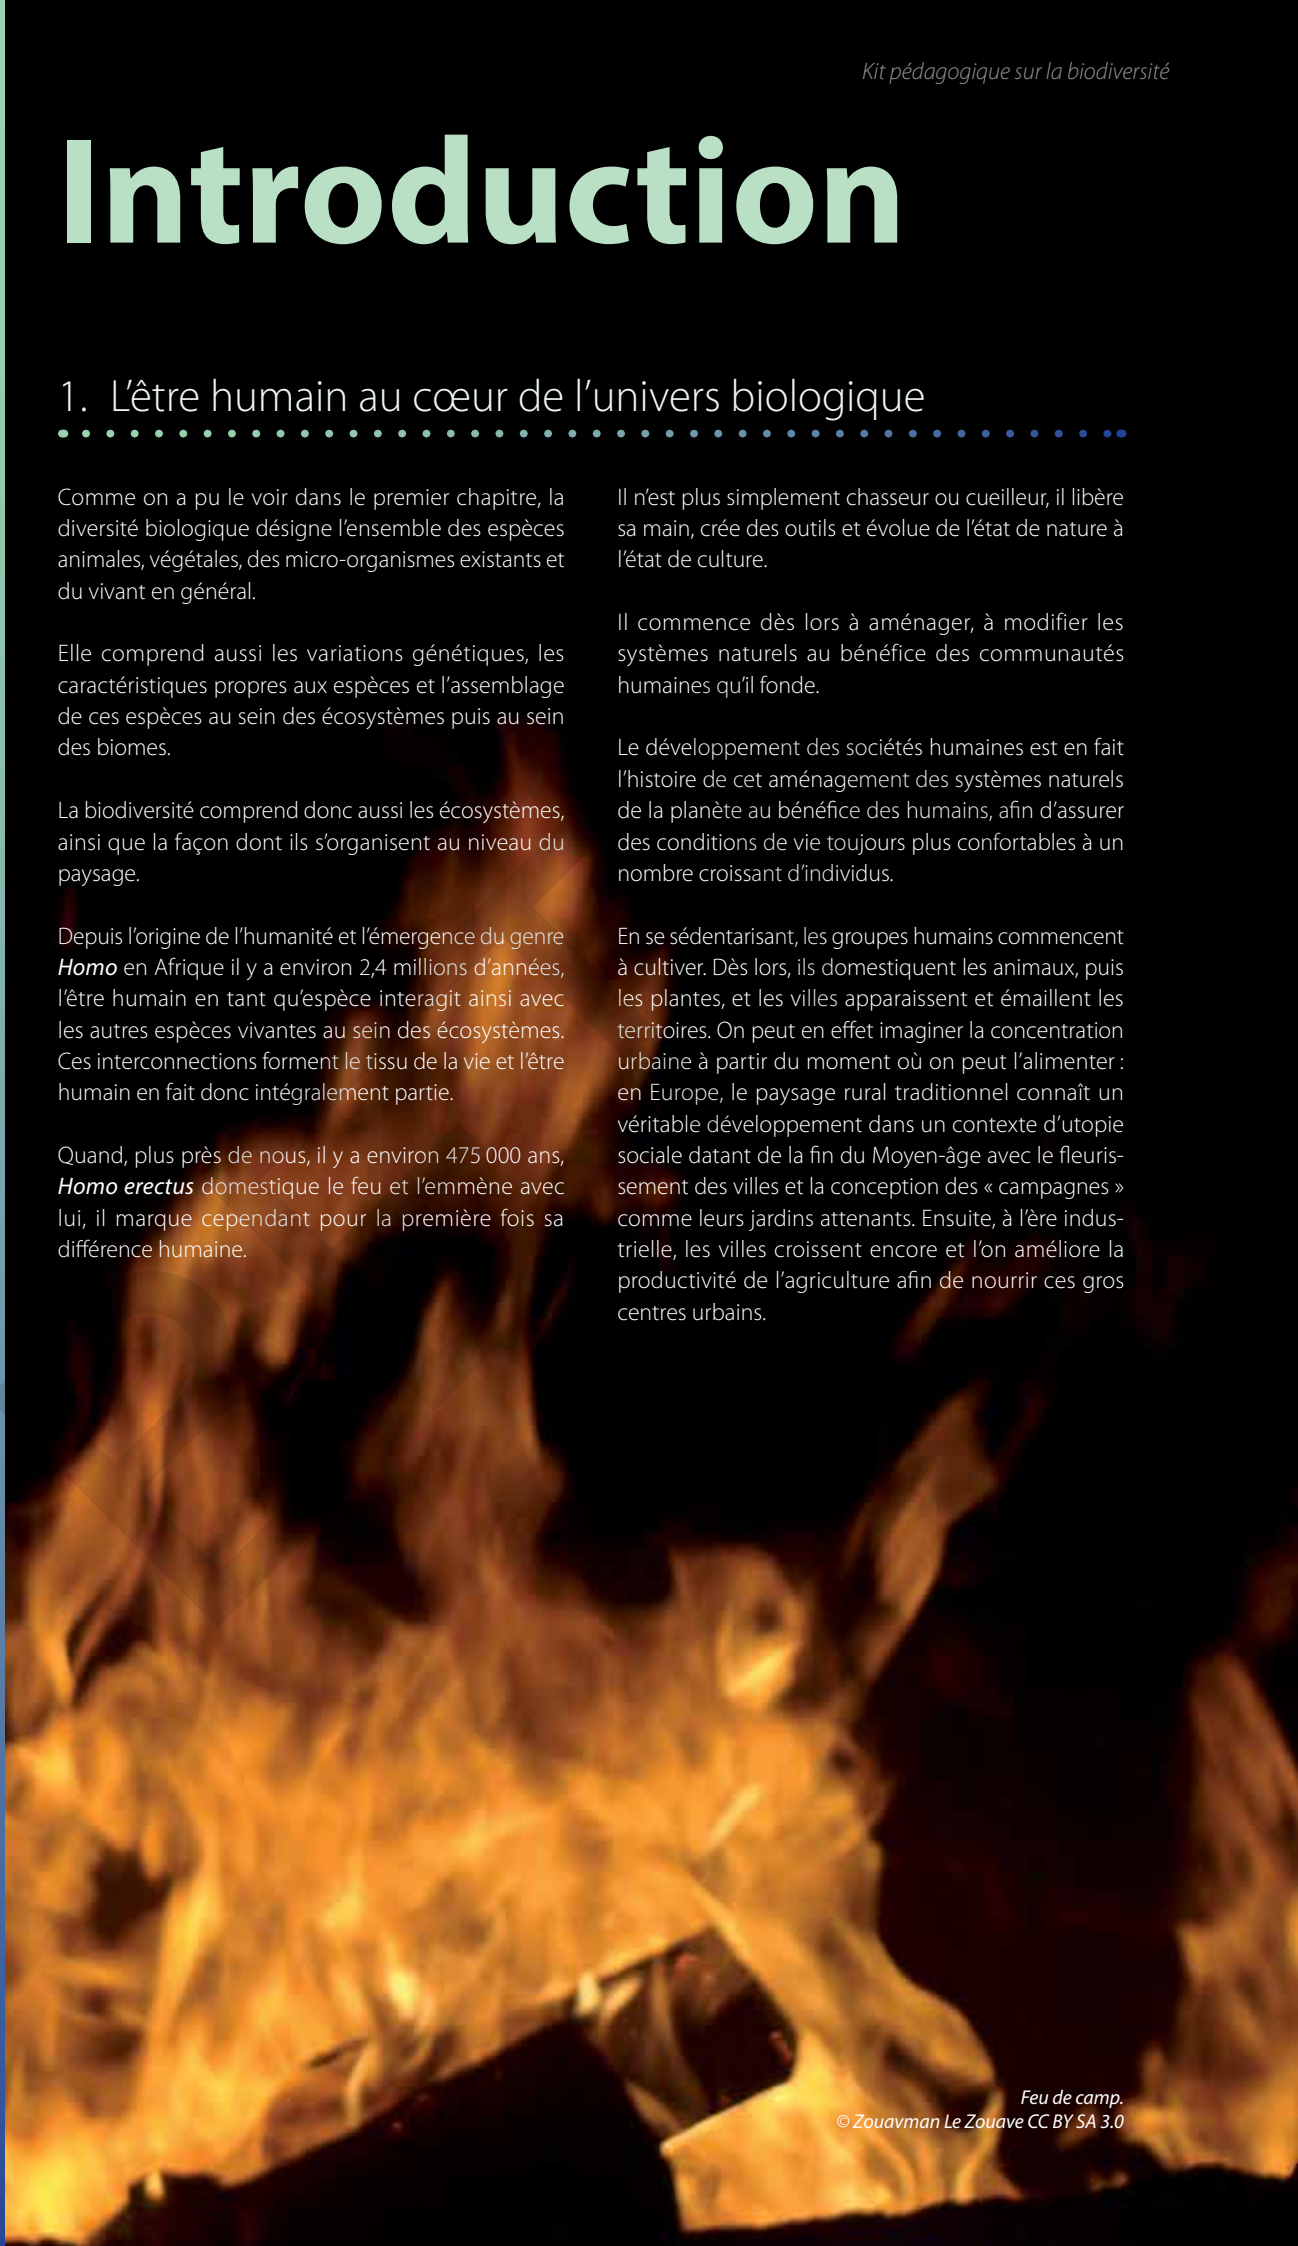 Kit pédagogique sur la biodiversité
Introduction
1. L’être humain au cœur de l’univers biologique
Comme on a pu le voir dans le premier chapitre, la
diversité biologique désigne l’ensemble des espèces
animales, végétales, des micro-organismes existants et
du vivant en général.
Elle comprend aussi les variations génétiques, les
caractéristiques propres aux espèces et l’assemblage
de ces espèces au sein des écosystèmes puis au sein
des biomes.
La biodiversité comprend donc aussi les écosystèmes,
ainsi que la façon dont ils s’organisent au niveau du
paysage.
Depuis l’origine de l’humanité et l’émergence du genre
Homo en Afrique il y a environ 2,4 millions d’années,
l’être humain en tant qu’espèce interagit ainsi avec
les autres espèces vivantes au sein des écosystèmes.
Ces interconnections forment le tissu de la vie et l’être
humain en fait donc intégralement partie.
Quand, plus près de nous, il y a environ 475 000 ans,
Homo erectus domestique le feu et l’emmène avec
lui, il marque cependant pour la première fois sa
différence humaine.
Il n’est plus simplement chasseur ou cueilleur, il libère
sa main, crée des outils et évolue de l’état de nature à
l’état de culture.
Il commence dès lors à aménager, à modifier les
systèmes naturels au bénéfice des communautés
humaines qu’il fonde.
Le développement des sociétés humaines est en fait
l’histoire de cet aménagement des systèmes naturels
de la planète au bénéfice des humains, afin d’assurer
des conditions de vie toujours plus confortables à un
nombre croissant d’individus.
En se sédentarisant, les groupes humains commencent
à cultiver. Dès lors, ils domestiquent les animaux, puis
les plantes, et les villes apparaissent et émaillent les
territoires. On peut en effet imaginer la concentration
urbaine à partir du moment où on peut l’alimenter :
en Europe, le paysage rural traditionnel connaît un
véritable développement dans un contexte d’utopie
sociale datant de la fin du Moyen-âge avec le fleuris-
sement des villes et la conception des « campagnes »
comme leurs jardins attenants. Ensuite, à l’ère indus-
trielle, les villes croissent encore et l’on améliore la
productivité de l’agriculture afin de nourrir ces gros
centres urbains.
Feu de camp.
© Zouavman Le Zouave CC BY SA 3.0